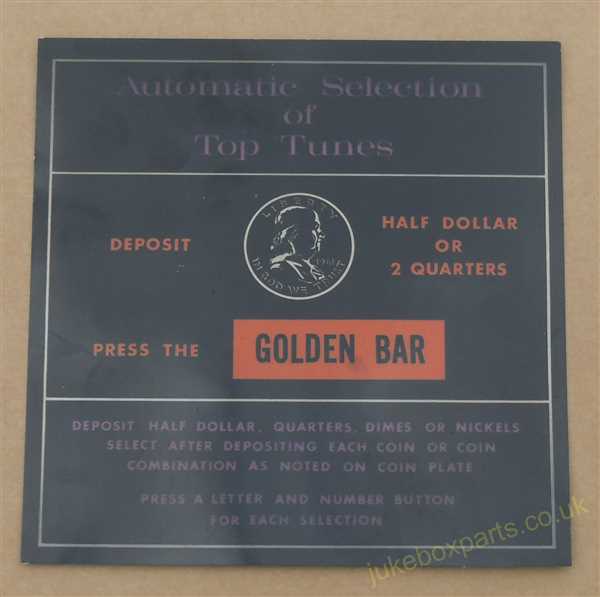 Automatic Selection
of
Top Tunes
LIBERTY
1961
IN GOD WE TRUST
DEPOSIT
HALF DOLLAR
OR
2 QUARTERS
PRESS THE
GOLDEN BAR
DEPOSIT HALF DOLLAR, QUARTERS, DIMES OR NICKELS
SELECT AFTER DEPOSITING EACH COIN OR COIN
COMBINATION AS NOTED ON COIN PLATE
PRESS A LETTER AND NUMBER BUTTON
FOR EACH SELECTION
jukeboxparts.co.uk